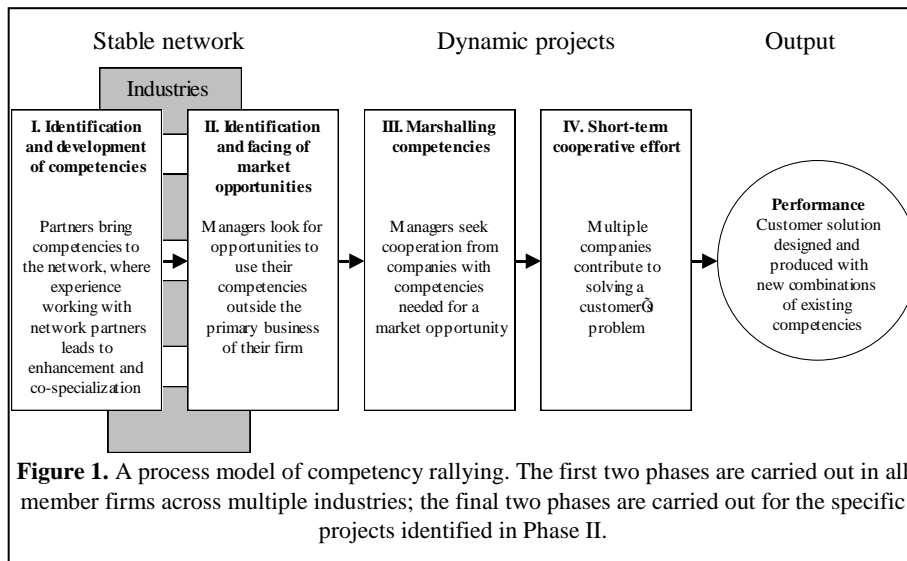 Stable network
Dynamic projects
Output
Industries
I. Identification
and development
of competencies
Partners bring
competencies to
the network, where
experience
working with
network partners
leads to
enhancement and
co-specialization
II. Identification
and facing of
market
opportunities
Managers look for
opportunities to
use their
competencies
outside the
primary business
of their firm
III. Marshalling
competencies
Managers seek
cooperation from
companies with
competencies
needed for a
market opportunity
IV. Short-term
cooperative effort
Multiple
companies
contribute to
solving a
customerÕs
problem
Performance
Customer solution
designed and
produced with
new combinations
of existing
competencies
Figure 1. A process model of competency rallying. The first two phases are carried out in all
member firms across multiple industries; the final two phases are carried out for the specific
projects identified in Phase II.